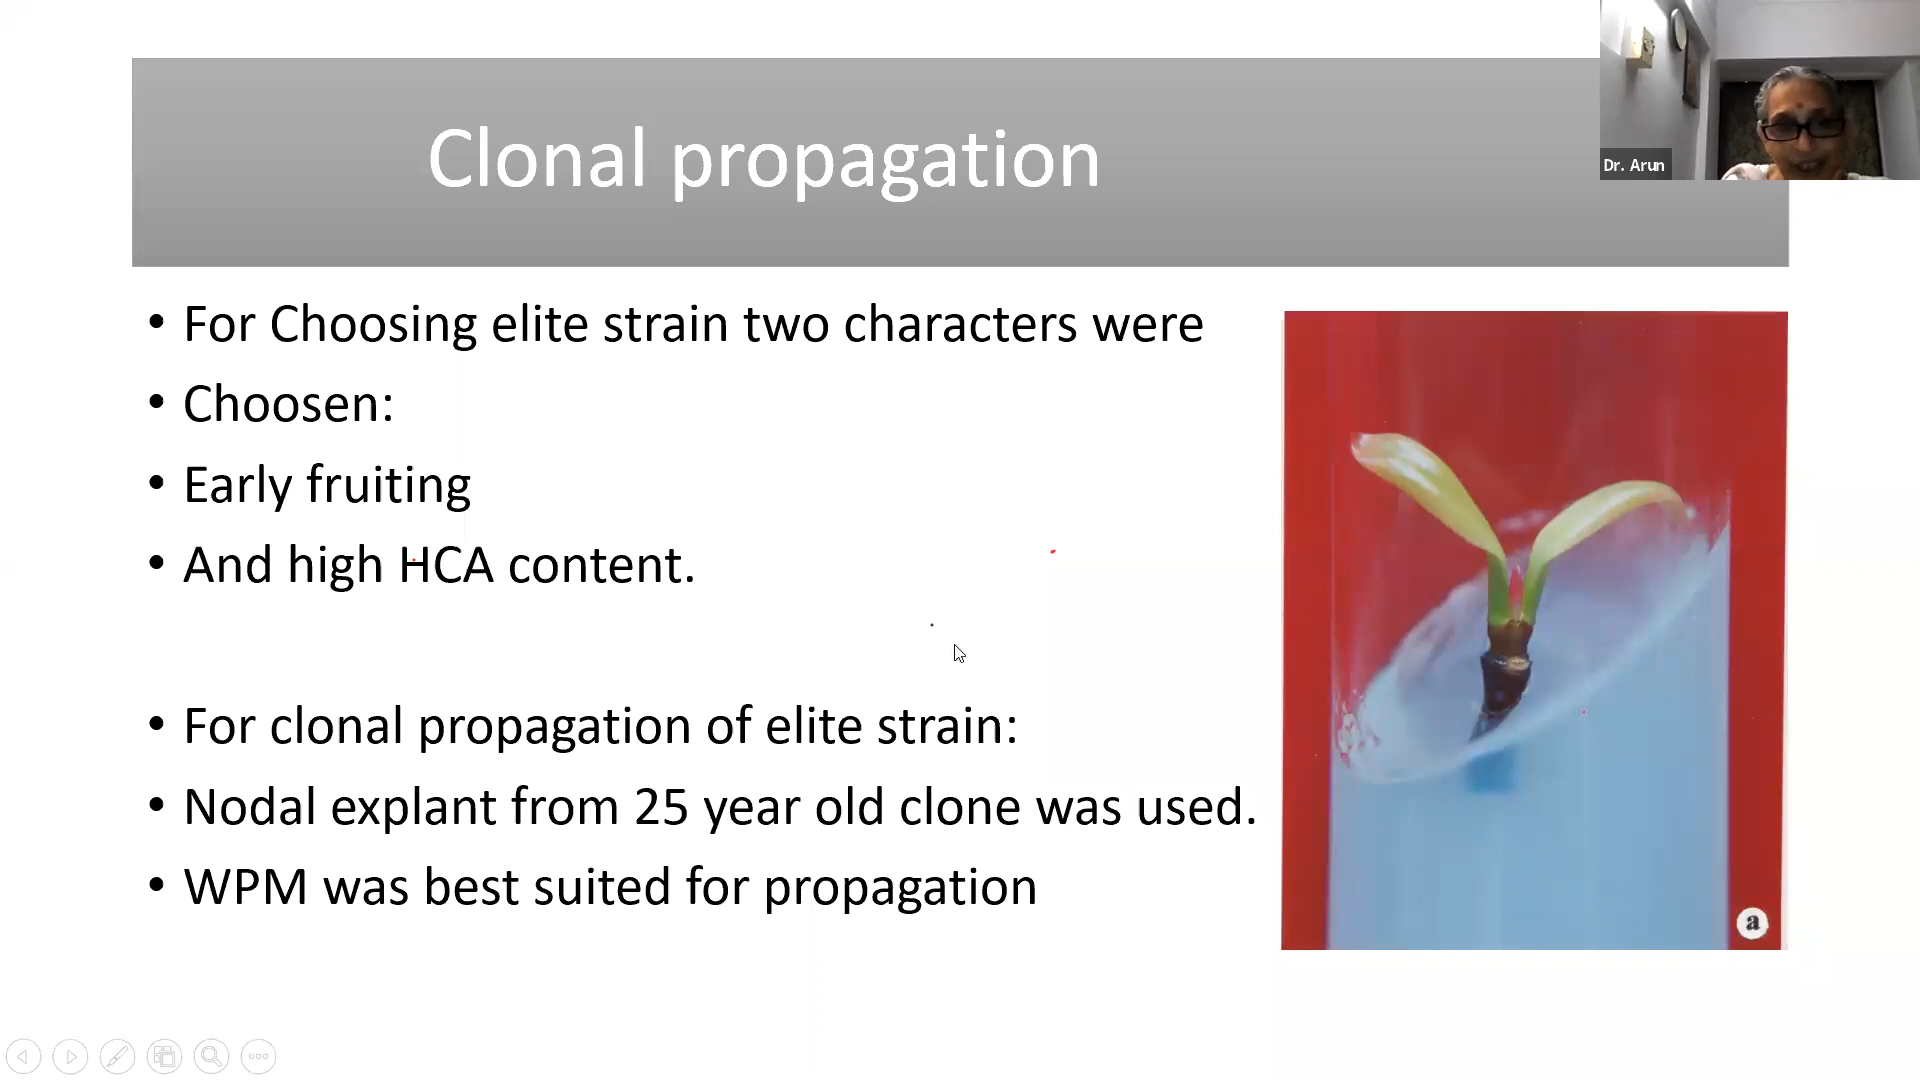 Clonal propagation
Dr. Arun
• For Choosing elite strain two characters were
• Choosen:
• Early fruiting
• And high HCA content.
• For clonal propagation of elite strain:
• Nodal explant from 25 year old clone was used.
• WPM was best suited for propagation
a